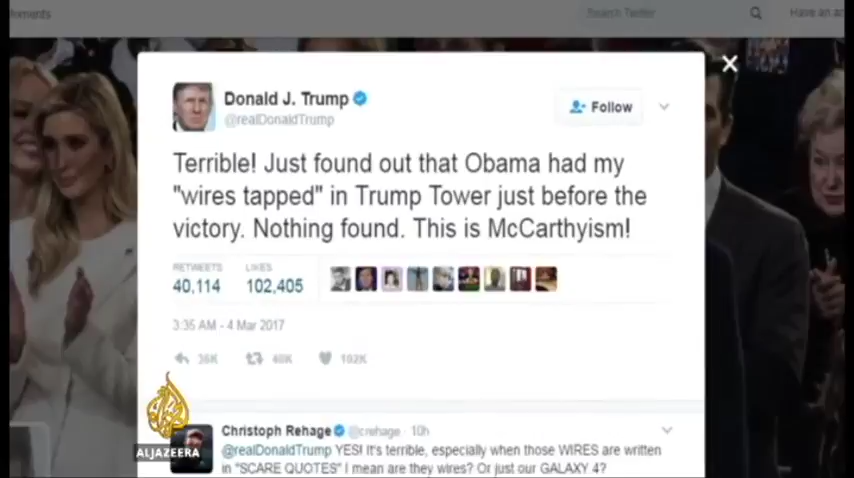 Search Twitter
Have an a
Donald J. Trump
@realDonaldTrump
Follow
Terrible! Just found out that Obama had my
"wires tapped" in Trump Tower just before the
victory. Nothing found. This is McCarthyism!
RETWEETS LIKES
40,114 102,405
3:35 AM - 4 Mar 2017
36K 40K 102K
Christoph Rehage @crehage · 10h
@realDonaldTrump YES! It's terrible, especially when those WIRES are written
in "SCARE QUOTES" I mean are they wires? Or just our GALAXY 4?
ALJAZEERA